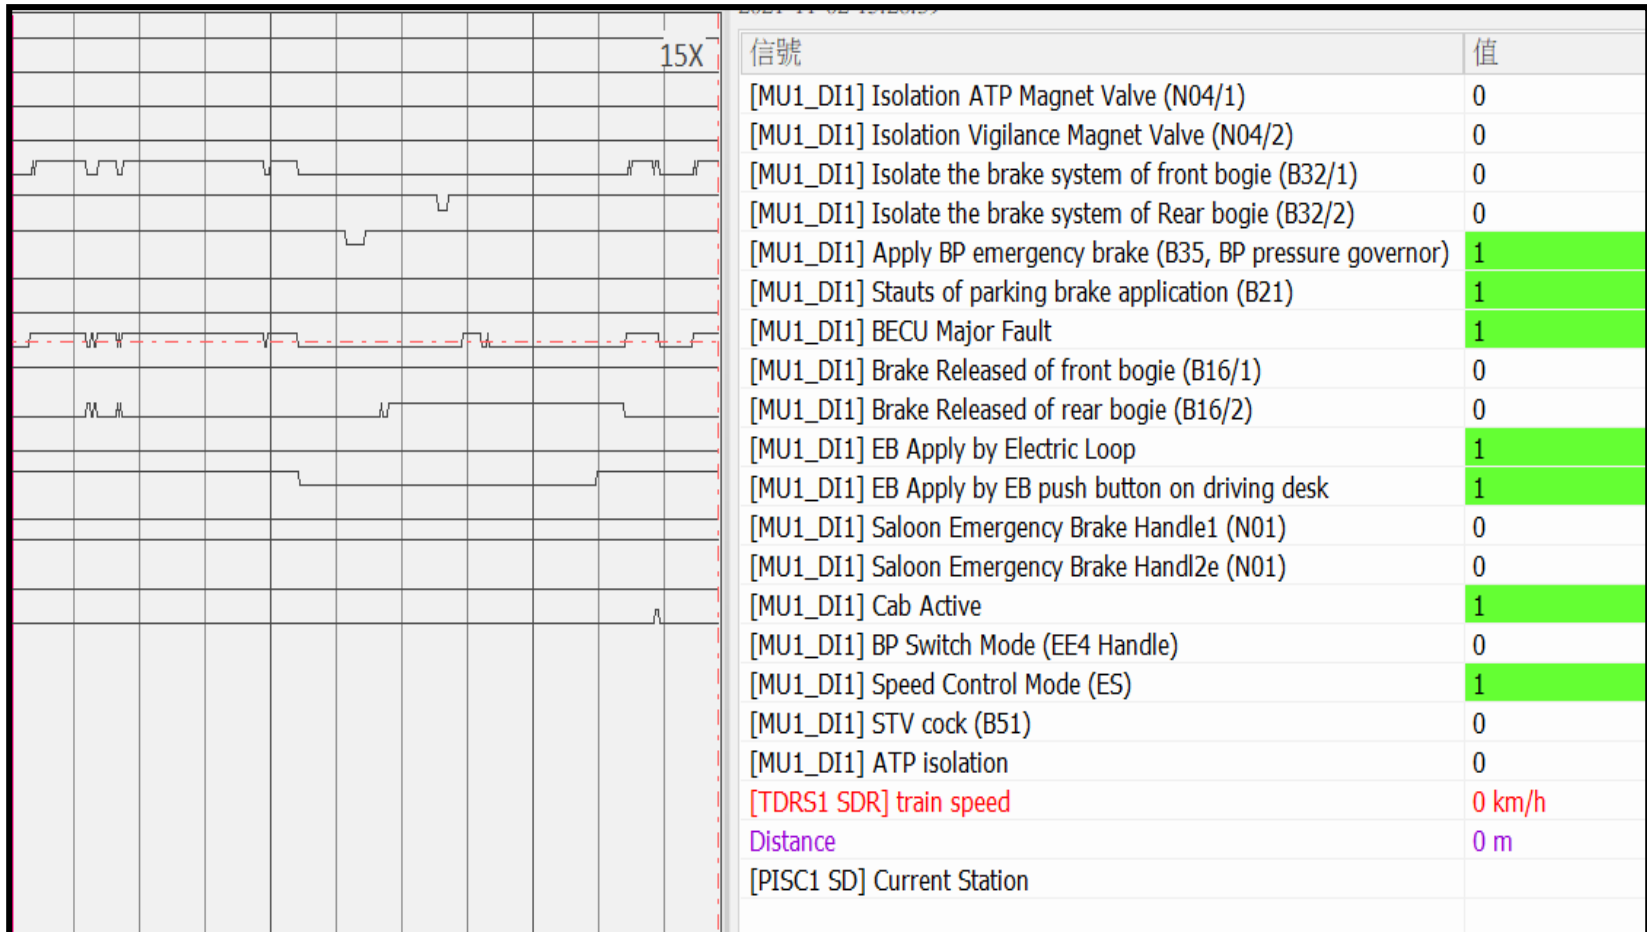 15X
信號 值
[MU1_DI1] Isolation ATP Magnet Valve (N04/1) 0
[MU1_DI1] Isolation Vigilance Magnet Valve (N04/2) 0
[MU1_DI1] Isolate the brake system of front bogie (B32/1) 0
[MU1_DI1] Isolate the brake system of Rear bogie (B32/2) 0
[MU1_DI1] Apply BP emergency brake (B35, BP pressure governor) 1
[MU1_DI1] Stauts of parking brake application (B21) 1
[MU1_DI1] BECU Major Fault 1
[MU1_DI1] Brake Released of front bogie (B16/1) 0
[MU1_DI1] Brake Released of rear bogie (B16/2) 0
[MU1_DI1] EB Apply by Electric Loop 1
[MU1_DI1] EB Apply by EB push button on driving desk 1
[MU1_DI1] Saloon Emergency Brake Handle1 (N01) 0
[MU1_DI1] Saloon Emergency Brake Handl2e (N01) 0
[MU1_DI1] Cab Active 1
[MU1_DI1] BP Switch Mode (EE4 Handle) 0
[MU1_DI1] Speed Control Mode (ES) 1
[MU1_DI1] STV cock (B51) 0
[MU1_DI1] ATP isolation 0
[TDRS1 SDR] train speed 0 km/h
Distance 0 m
[PISC1 SD] Current Station